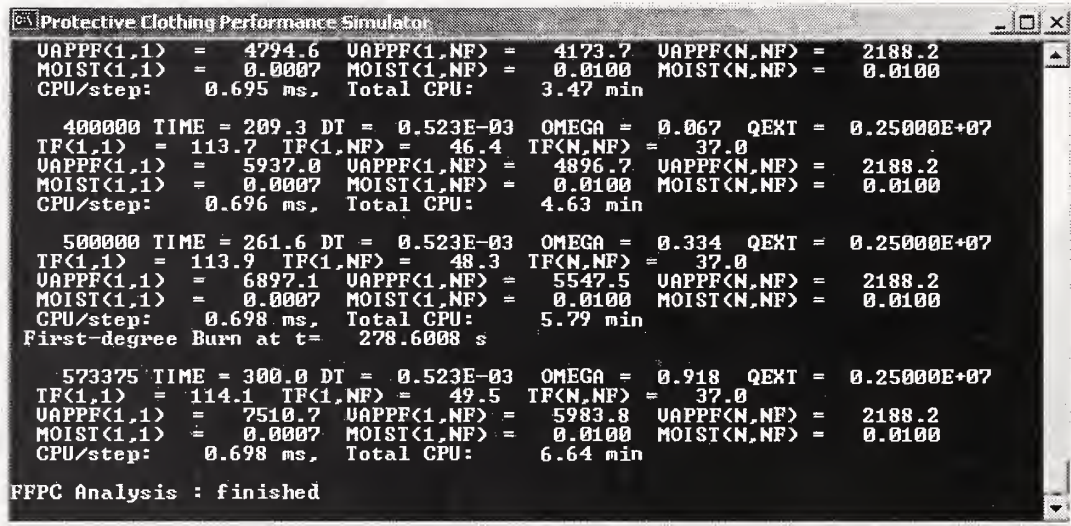 Protective Clothing Performance Simulator
VAPPF(1,1) = 4794.6 VAPPF(1,NF) = 4173.7 VAPPF(N,NF) = 2188.2
MOIST(1,1) = 0.0007 MOIST(1,NF) = 0.0100 MOIST(N,NF) = 0.0100
CPU/step: 0.695 ms, Total CPU: 3.47 min
400000 TIME = 209.3 DT = 0.523E-03 OMEGA = 0.067 QEXT = 0.25000E+07
TF(1,1) = 113.7 TF(1,NF) = 46.4 TF(N,NF) = 37.0
VAPPF(1,1) = 5937.0 VAPPF(1,NF) = 4896.7 VAPPF(N,NF) = 2188.2
MOIST(1,1) = 0.0007 MOIST(1,NF) = 0.0100 MOIST(N,NF) = 0.0100
CPU/step: 0.696 ms, Total CPU: 4.63 min
500000 TIME = 261.6 DT = 0.523E-03 OMEGA = 0.334 QEXT = 0.25000E+07
TF(1,1) = 113.9 TF(1,NF) = 48.3 TF(N,NF) = 37.0
VAPPF(1,1) = 6897.1 VAPPF(1,NF) = 5547.5 VAPPF(N,NF) = 2188.2
MOIST(1,1) = 0.0007 MOIST(1,NF) = 0.0100 MOIST(N,NF) = 0.0100
CPU/step: 0.698 ms, Total CPU: 5.79 min
First-degree Burn at t= 278.6008 s
573375 TIME = 300.0 DT = 0.523E-03 OMEGA = 0.918 QEXT = 0.25000E+07
TF(1,1) = 114.1 TF(1,NF) = 49.5 TF(N,NF) = 37.0
VAPPF(1,1) = 7510.7 VAPPF(1,NF) = 5983.8 VAPPF(N,NF) = 2188.2
MOIST(1,1) = 0.0007 MOIST(1,NF) = 0.0100 MOIST(N,NF) = 0.0100
CPU/step: 0.698 ms, Total CPU: 6.64 min
FFPC Analysis : finished